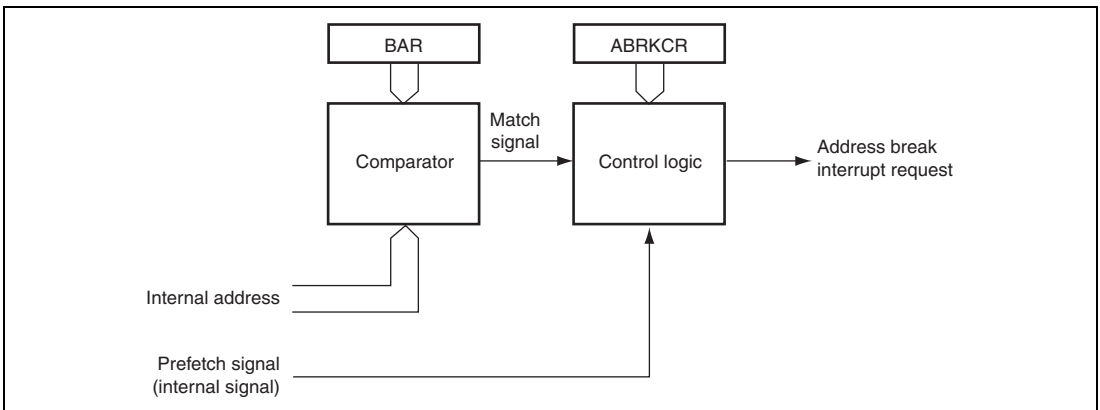 BAR
ABRKCR
Match
signal
Comparator
Control logic
Address break
interrupt request
Internal address
Prefetch signal
(internal signal)